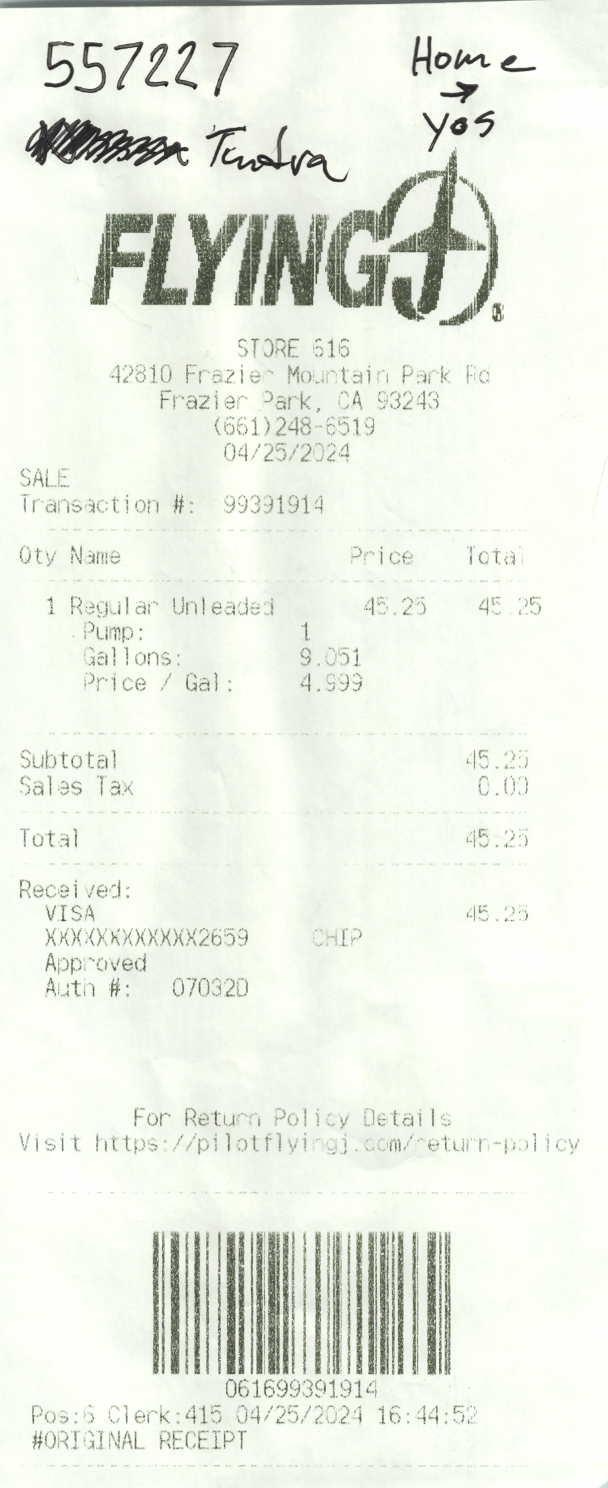 557227
Home
→
Yos
Tundra
FLYING J
STORE 616
42810 Frazier Mountain Park Rd
Frazier Park, CA 93243
(661)248-6519
04/25/2024
SALE
Transaction #: 99391914
Qty Name Price Total
1 Regular Unleaded 45.25 45.25
Pump: 1
Gallons: 9.051
Price / Gal: 4.999
Subtotal 45.25
Sales Tax 0.00
Total 45.25
Received:
VISA 45.25
XXXXXXXXXXXX2659 CHIP
Approved
Auth #: 07032D
For Return Policy Details
Visit https://pilotflyingj.com/return-policy
061699391914
Pos:6 Clerk:415 04/25/2024 16:44:52
#ORIGINAL RECEIPT